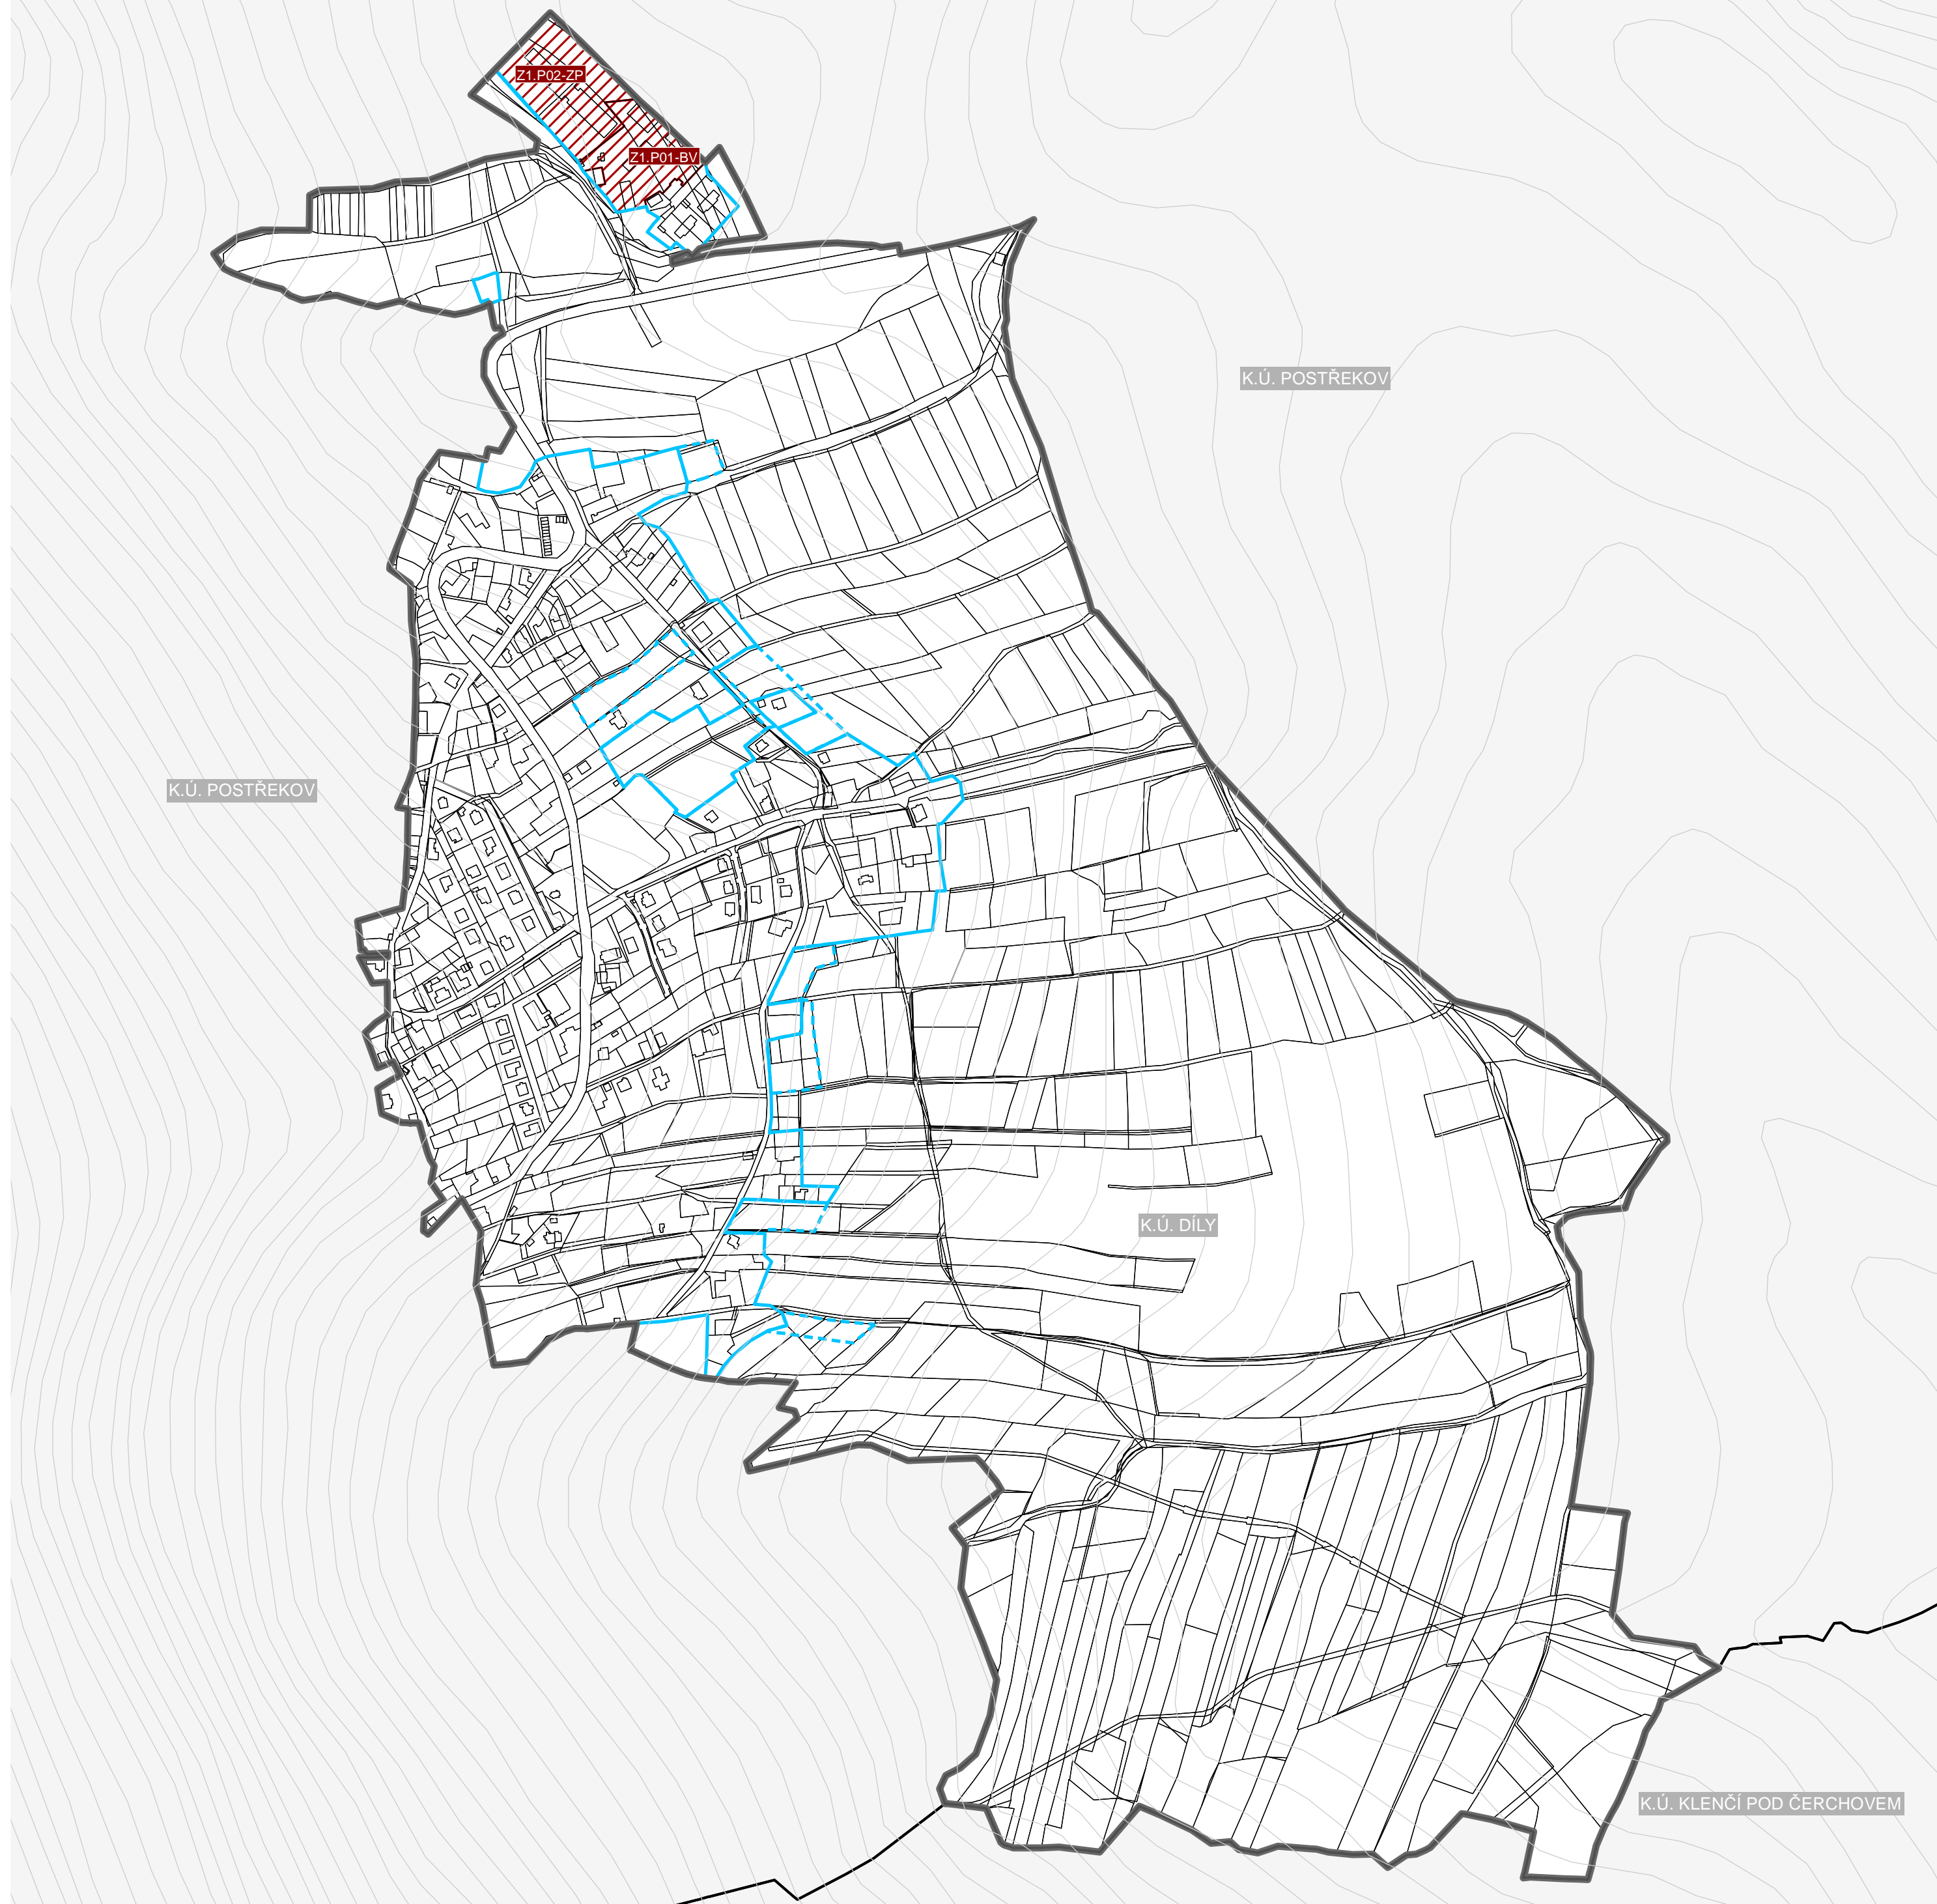 Z1.P02-ZP
Z1.P01-BV
K.Ú. POSTŘEKOV
K.Ú. POSTŘEKOV
K.Ú. DÍLY
K.Ú. KLENČÍ POD ČERCHOVEM